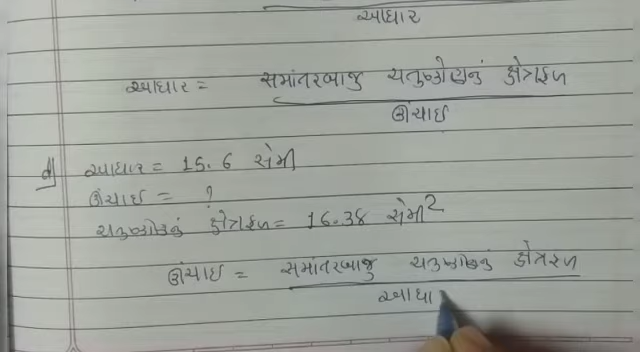 આધાર
આધાર = સમાંતરબાજુ ચતુષ્કોણનું ક્ષેત્રફળ
ઊંચાઈ
d) આધાર = 15.6 સેમી
ઊંચાઈ = ?
ચતુષ્કોણનું ક્ષેત્રફળ = 16.38 સેમી2
ઊંચાઈ = સમાંતરબાજુ ચતુષ્કોણનું ક્ષેત્રફળ
આધા